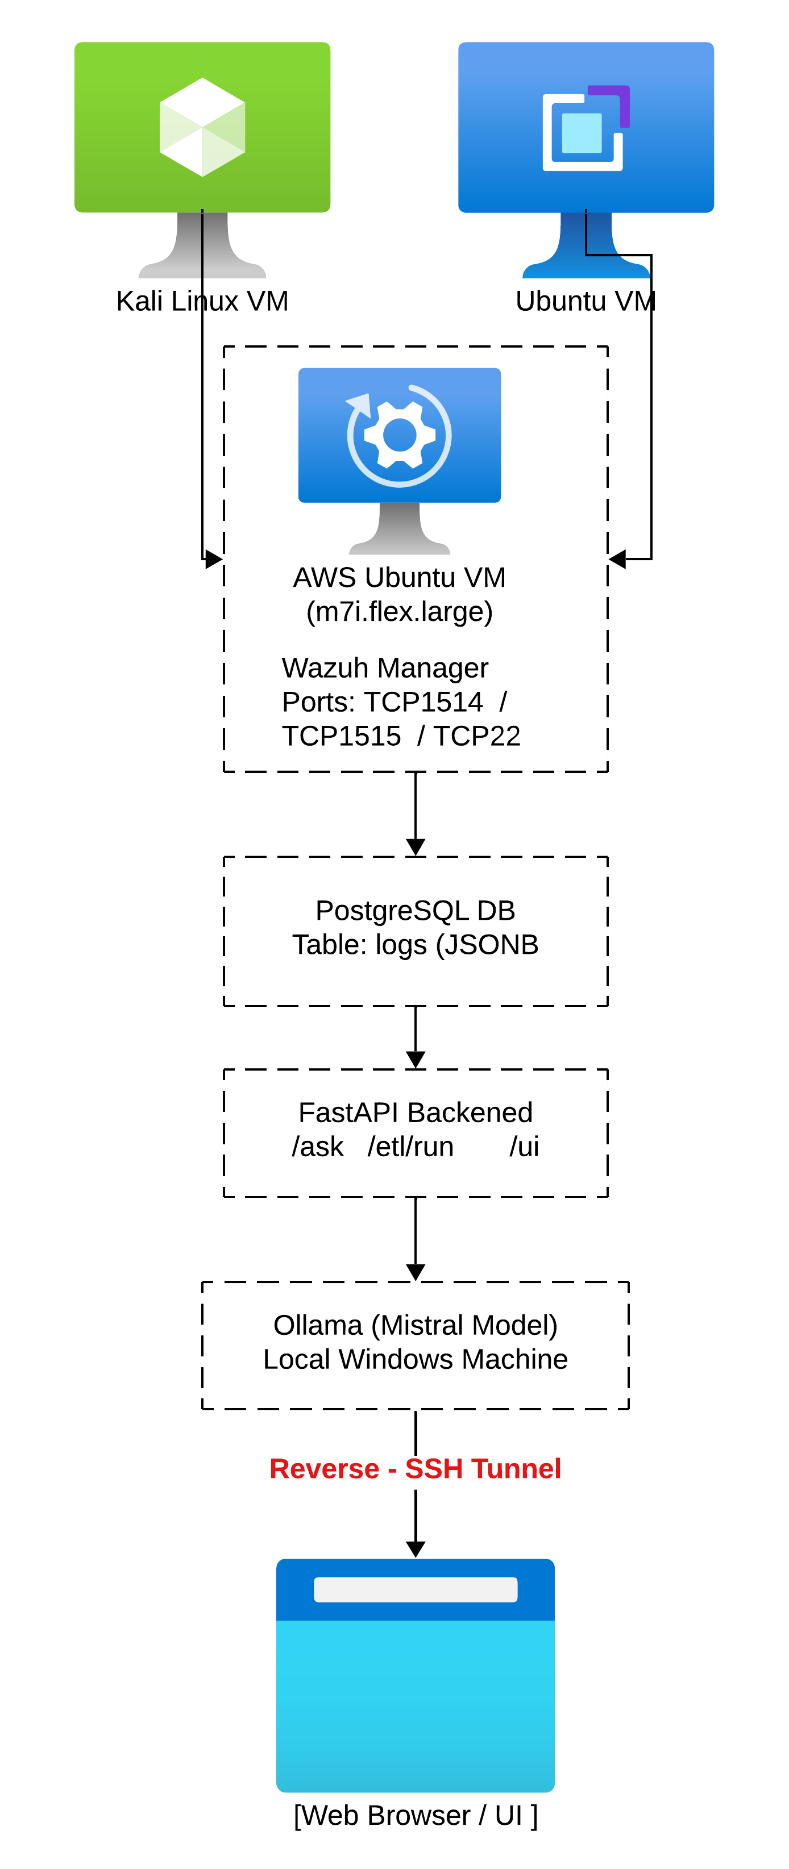 Kali Linux VM
Ubuntu VM
AWS Ubuntu VM
(m7i.flex.large)
Wazuh Manager
Ports: TCP1514 /
TCP1515 / TCP22
PostgreSQL DB
Table: logs (JSONB
FastAPI Backened
/ask /etl/run /ui
Ollama (Mistral Model)
Local Windows Machine
Reverse - SSH Tunnel
[Web Browser / UI ]